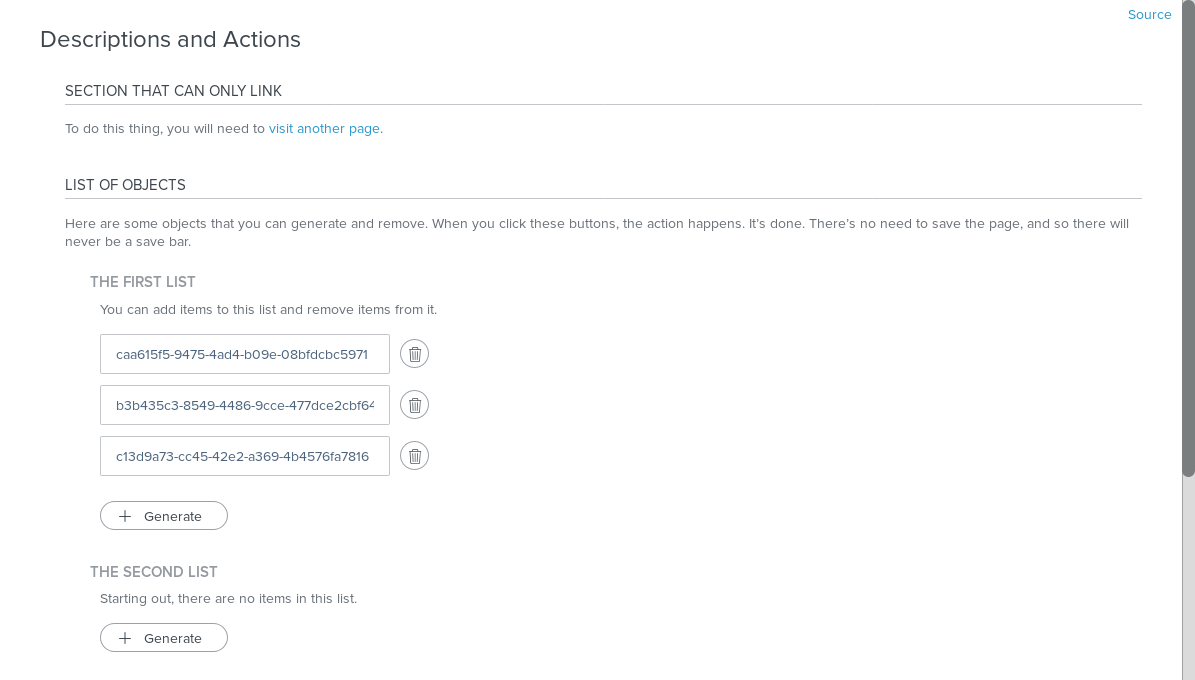 Source
Descriptions and Actions
SECTION THAT CAN ONLY LINK
To do this thing, you will need to visit another page.
LIST OF OBJECTS
Here are some objects that you can generate and remove. When you click these buttons, the action happens. It's done. There's no need to save the page, and so there will
never be a save bar.
THE FIRST LIST
You can add items to this list and remove items from it.
caa615f5-9475-4ad4-b09e-08bfdcbc5971
b3b435c3-8549-4486-9cce-477dce2cbf64
c13d9a73-cc45-42e2-a369-4b4576fa7816
Generate
THE SECOND LIST
Starting out, there are no items in this list.
Generate